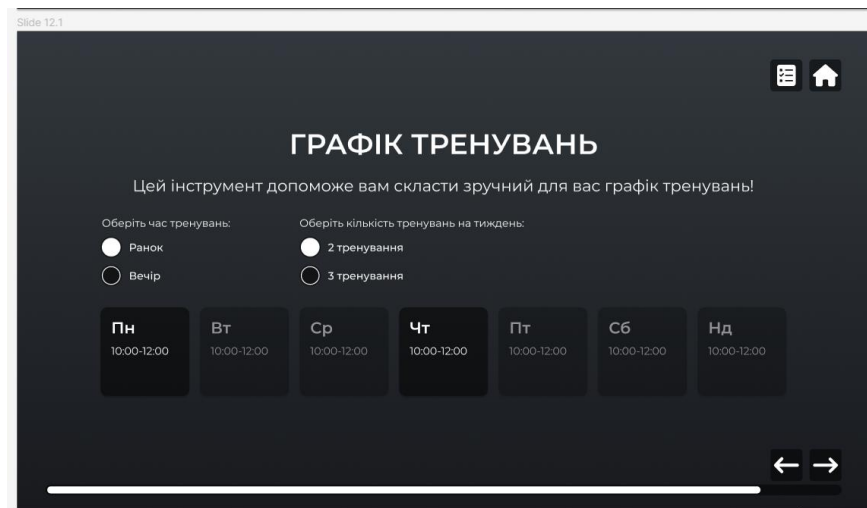 Slide 12.1
ГРАФІК ТРЕНУВАНЬ
Цей інструмент допоможе вам скласти зручний для вас графік тренувань!
Оберіть час тренувань:
Ранок
Вечір
Оберіть кількість тренувань на тиждень:
2 тренування
3 тренування
Пн
10:00-12:00
Вт
10:00-12:00
Ср
10:00-12:00
Чт
10:00-12:00
Пт
10:00-12:00
Сб
10:00-12:00
Нд
10:00-12:00